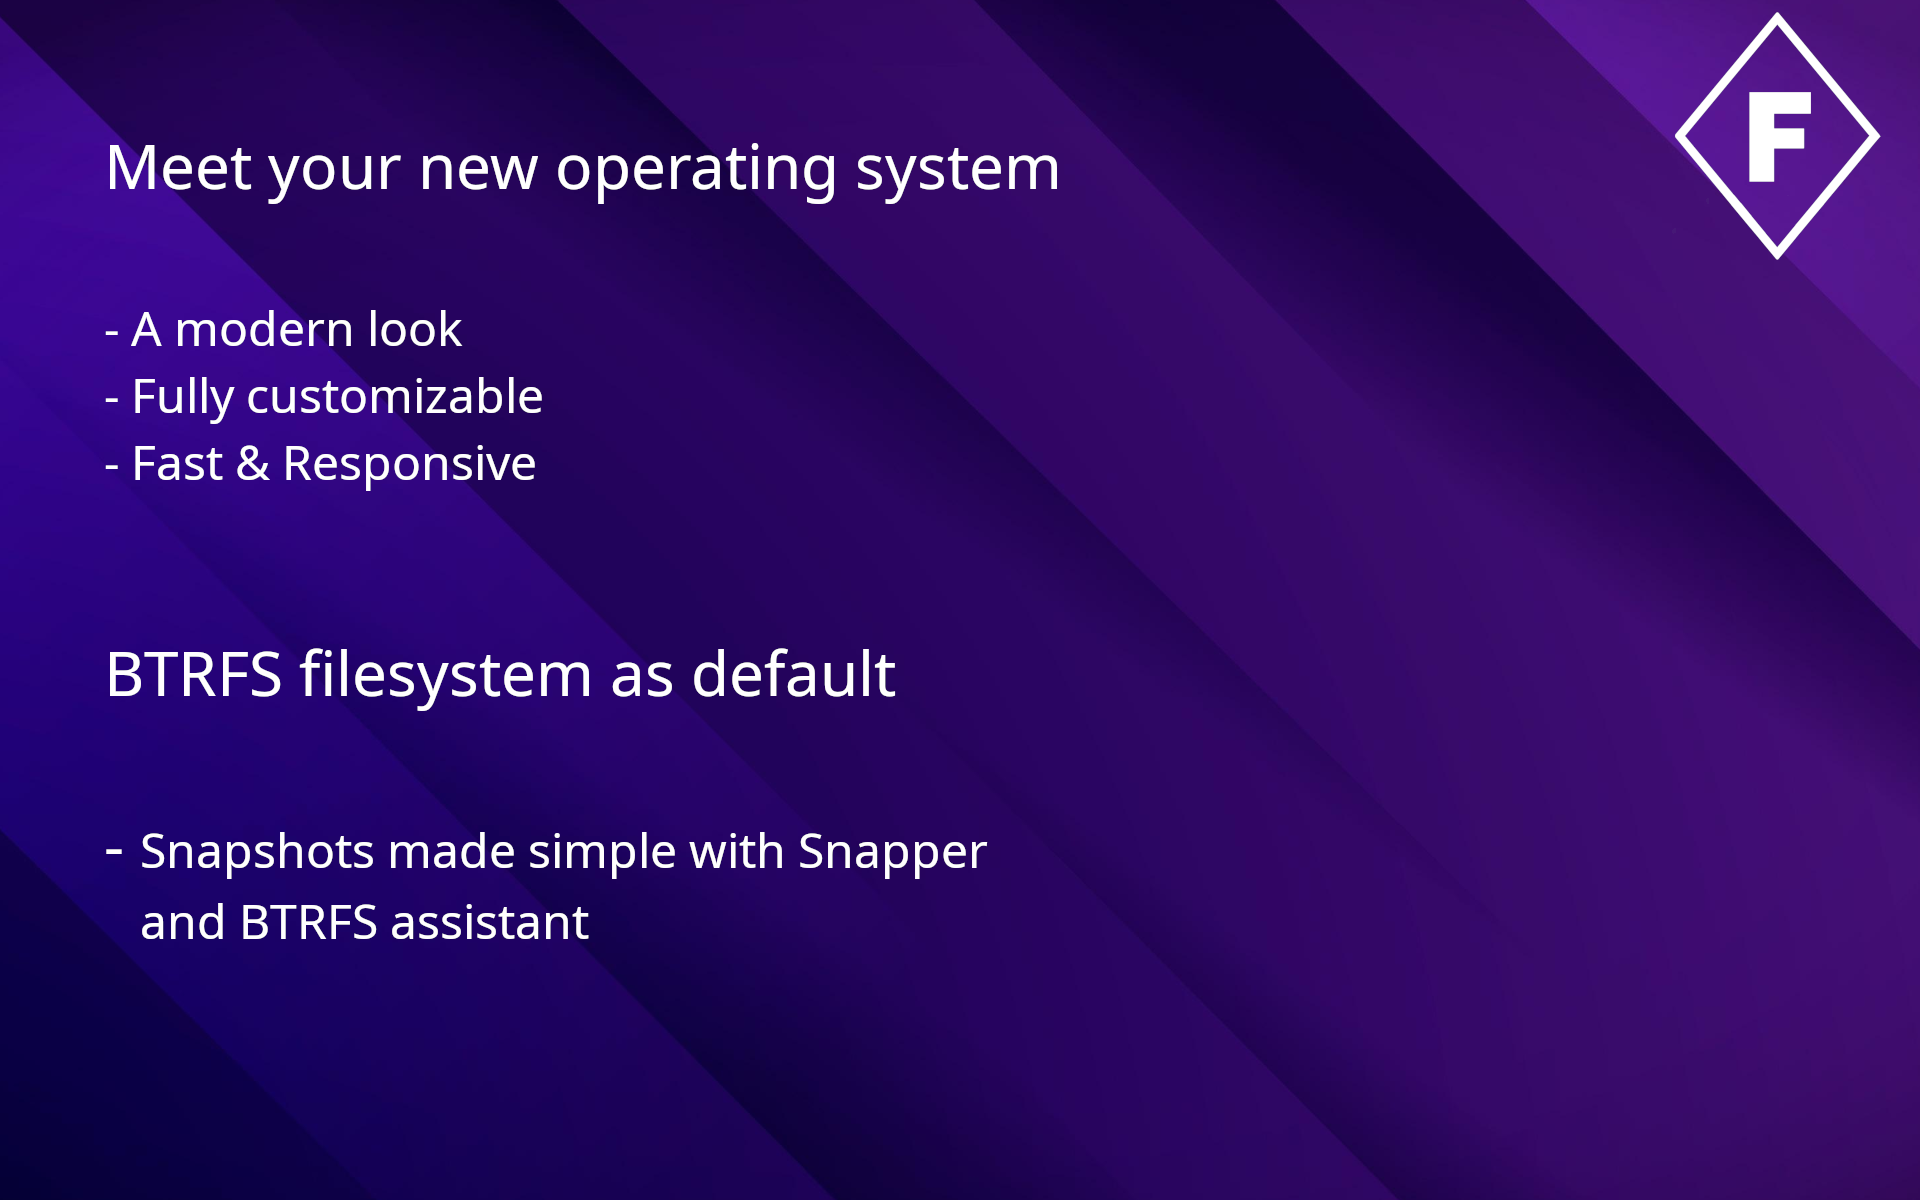 F
Meet your new operating system
- A modern look
- Fully customizable
- Fast & Responsive
BTRFS filesystem as default
- Snapshots made simple with Snapper
and BTRFS assistant